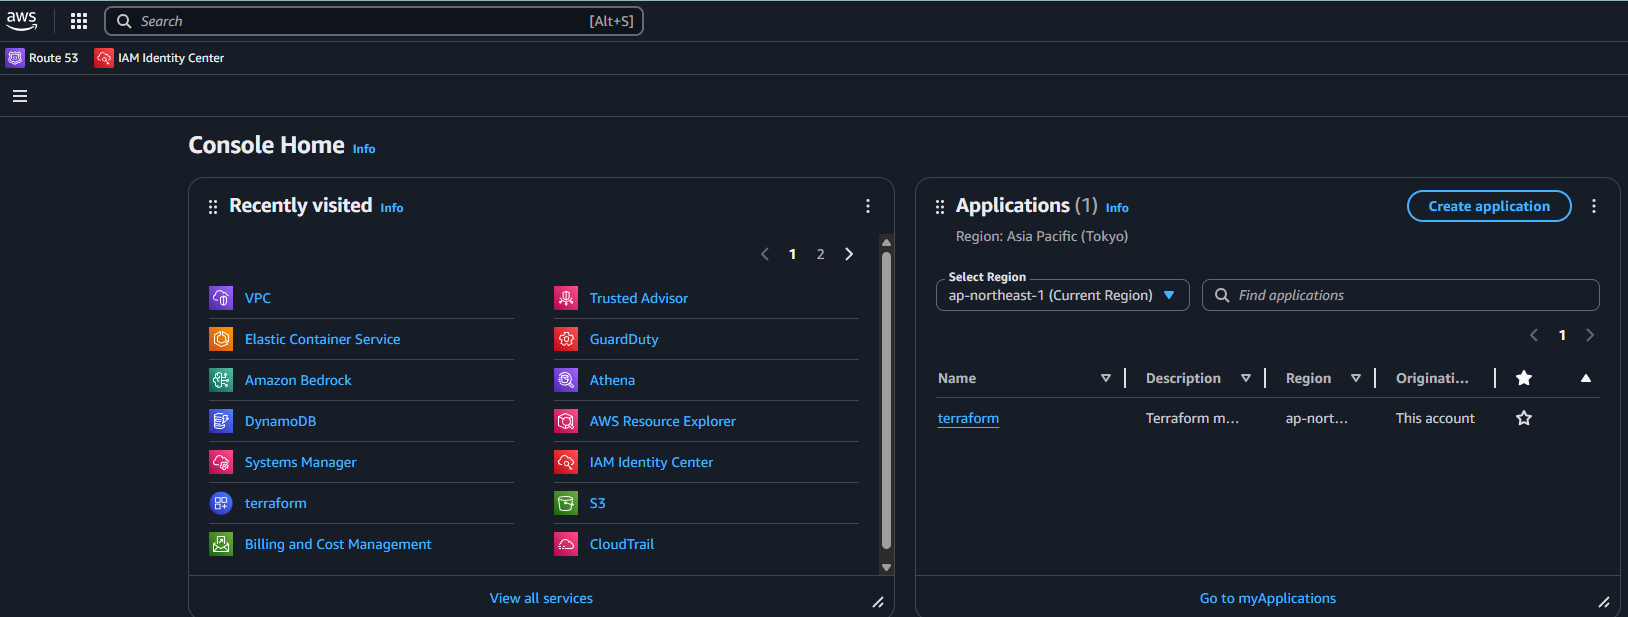 aws
Search [Alt+S]
Route 53 IAM Identity Center
Console Home Info
Recently visited Info
1 2
VPC
Trusted Advisor
Elastic Container Service
GuardDuty
Amazon Bedrock
Athena
DynamoDB
AWS Resource Explorer
Systems Manager
IAM Identity Center
terraform
S3
Billing and Cost Management
CloudTrail
View all services
Applications (1) Info
Create application
Region: Asia Pacific (Tokyo)
Select Region
ap-northeast-1 (Current Region)
Find applications
1
Name Description Region Originati...
terraform Terraform m... ap-nort... This account
Go to myApplications